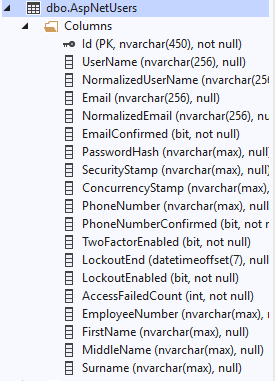 dbo.AspNetUsers
Columns
Id (PK, nvarchar(450), not null)
UserName (nvarchar(256), null)
NormalizedUserName (nvarchar(256
Email (nvarchar(256), null)
NormalizedEmail (nvarchar(256), nu
EmailConfirmed (bit, not null)
PasswordHash (nvarchar(max), null)
SecurityStamp (nvarchar(max), null)
ConcurrencyStamp (nvarchar(max),
PhoneNumber (nvarchar(max), null)
PhoneNumberConfirmed (bit, not
TwoFactorEnabled (bit, not null)
LockoutEnd (datetimeoffset(7), null)
LockoutEnabled (bit, not null)
AccessFailedCount (int, not null)
EmployeeNumber (nvarchar(max), n
FirstName (nvarchar(max), null)
MiddleName (nvarchar(max), null)
Surname (nvarchar(max), null)